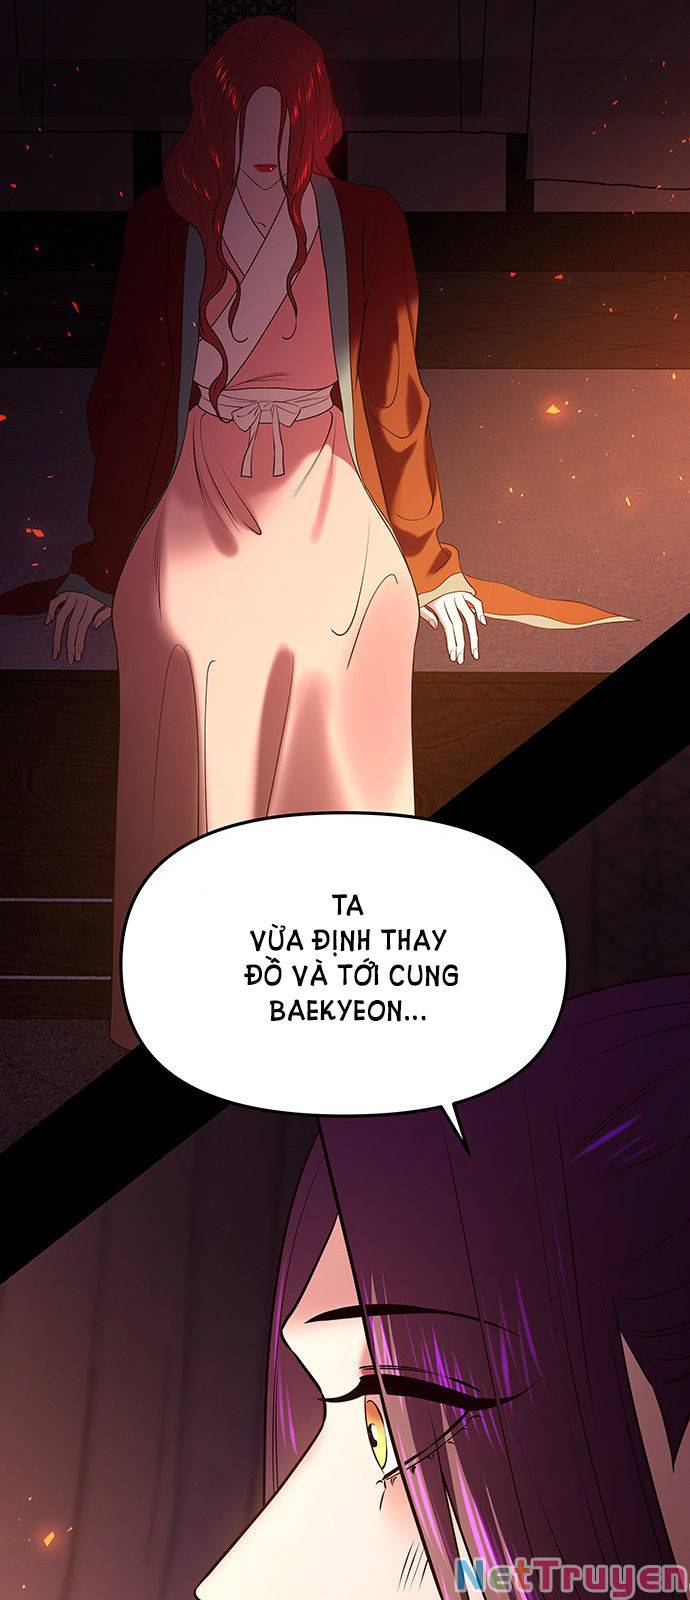 TA
VỪA ĐỊNH THAY
ĐỒ VÀ TỚI CUNG
BAEKYEON...
NetTruyen